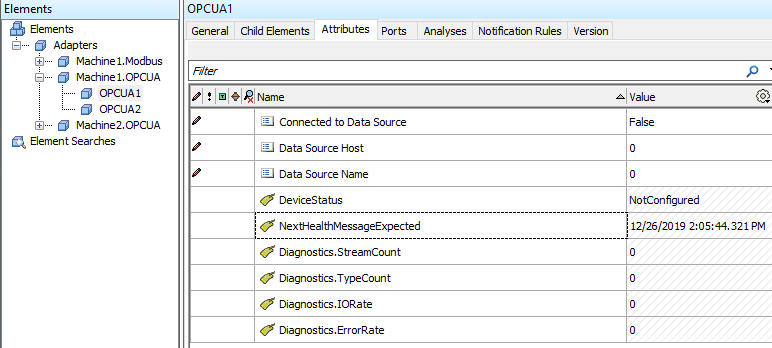 Elements
Elements
Adapters
Machine1.Modbus
Machine1.OPCUA
OPCUA1
OPCUA2
Machine2.OPCUA
Element Searches
OPCUA1
General Child Elements Attributes Ports Analyses Notification Rules Version
Filter
Name Value
Connected to Data Source False
Data Source Host 0
Data Source Name 0
DeviceStatus NotConfigured
NextHealthMessageExpected 12/26/2019 2:05:44.321 PM
Diagnostics.StreamCount 0
Diagnostics.TypeCount 0
Diagnostics.IORate 0
Diagnostics.ErrorRate 0